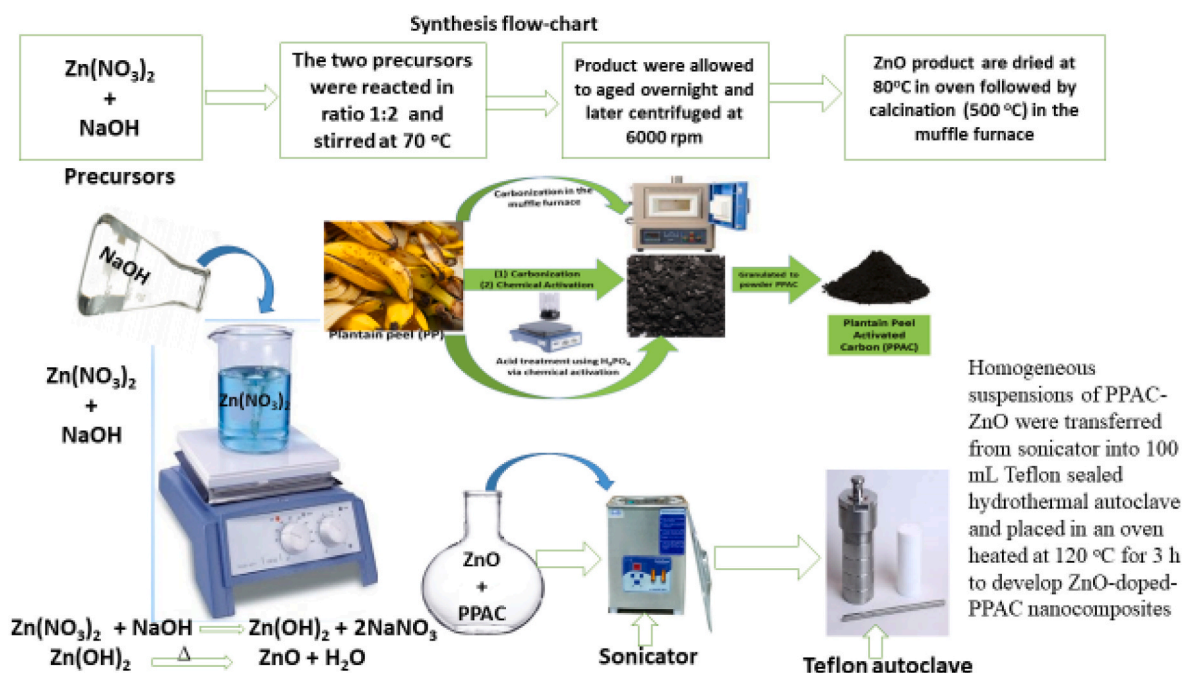 Synthesis flow-chart
Zn(NO₃)₂
+
NaOH
The two precursors
were reacted in
ratio 1:2 and
stirred at 70 ᵒC
Product were allowed
to aged overnight and
later centrifuged at
6000 rpm
ZnO product are dried at
80ᵒC in oven followed by
calcination (500 ᵒC) in the
muffle furnace
Precursors
NaOH
Zn(NO₃)₂
Zn(NO₃)₂
+
NaOH
Carbonization in the
muffle furnace
(1) Carbonization
(2) Chemical Activation
Plantain peel (PP)
Acid treatment using H₃PO₄
via chemical activation
Granulated to
powder PPAC
Plantain Peel
Activated
Carbon (PPAC)
Homogeneous
suspensions of PPAC-
ZnO were transferred
from sonicator into 100
mL Teflon sealed
hydrothermal autoclave
and placed in an oven
heated at 120 ᵒC for 3 h
to develop ZnO-doped-
PPAC nanocomposites
ZnO
+
PPAC
Sonicator
Teflon autoclave
Zn(NO₃)₂ + NaOH Zn(OH)₂ + 2NaNO₃
Zn(OH)₂ Δ ZnO + H₂O